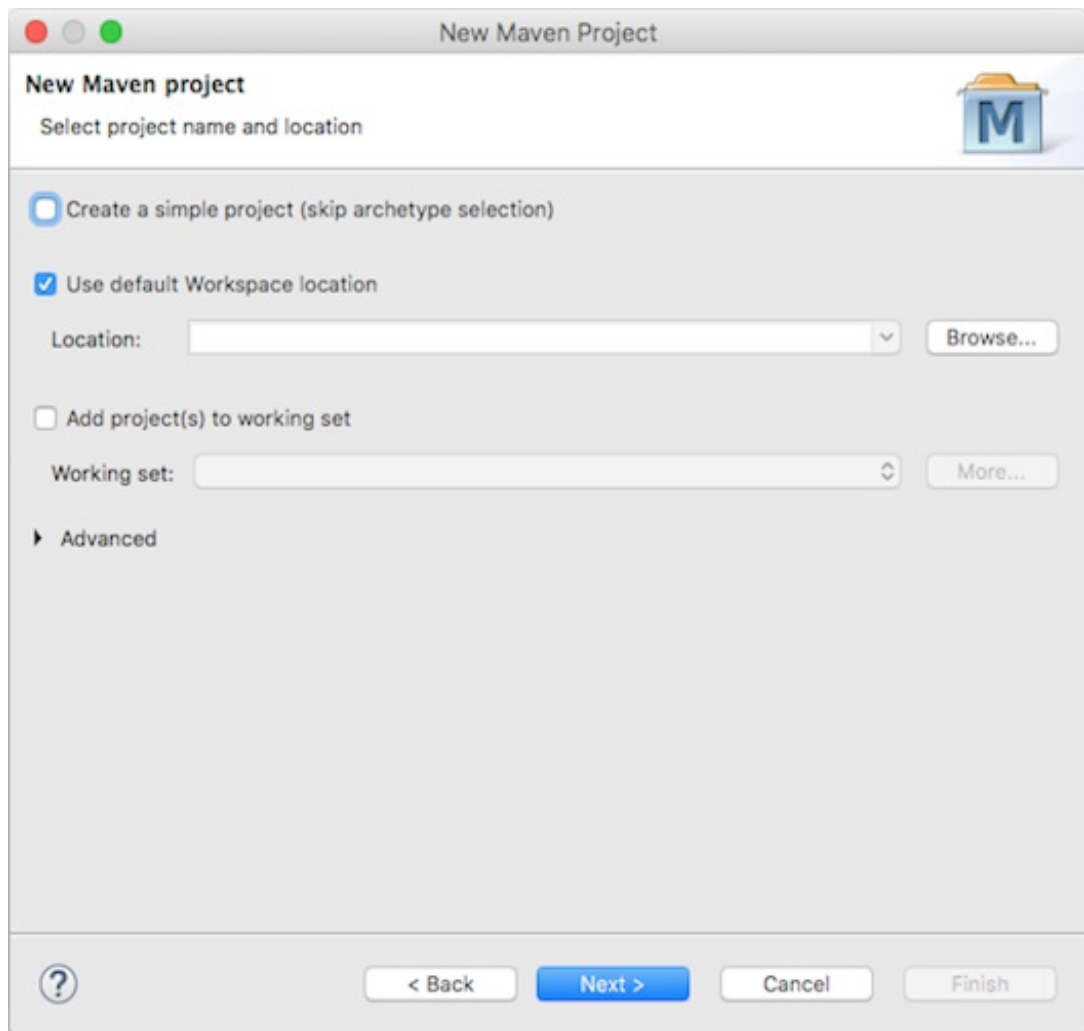 New Maven Project
New Maven project
Select project name and location
M
Create a simple project (skip archetype selection)
Use default Workspace location
Location: Browse...
Add project(s) to working set
Working set: More...
Advanced
? < Back Next > Cancel Finish